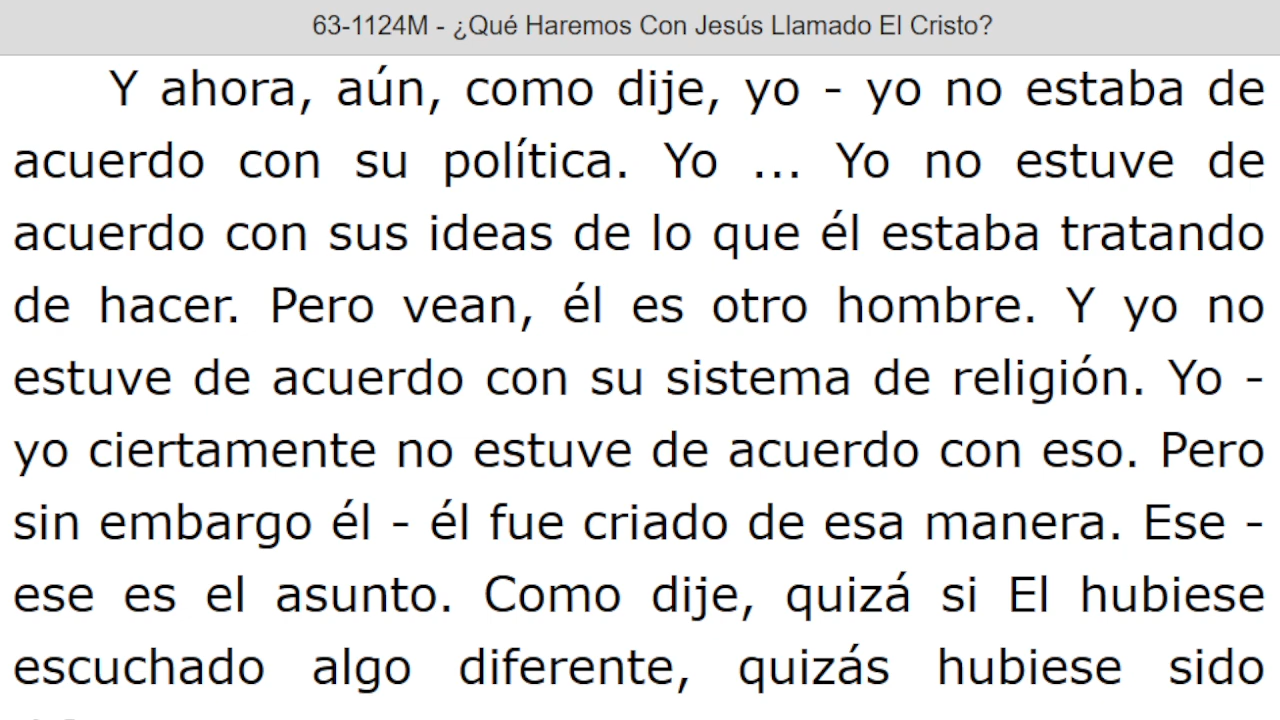 63-1124M - ¿Qué Haremos Con Jesús Llamado El Cristo?
Y ahora, aún, como dije, yo - yo no estaba de
acuerdo con su política. Yo ... Yo no estuve de
acuerdo con sus ideas de lo que él estaba tratando
de hacer. Pero vean, él es otro hombre. Y yo no
estuve de acuerdo con su sistema de religión. Yo -
yo ciertamente no estuve de acuerdo con eso. Pero
sin embargo él - él fue criado de esa manera. Ese -
ese es el asunto. Como dije, quizá si El hubiese
escuchado algo diferente, quizás hubiese sido